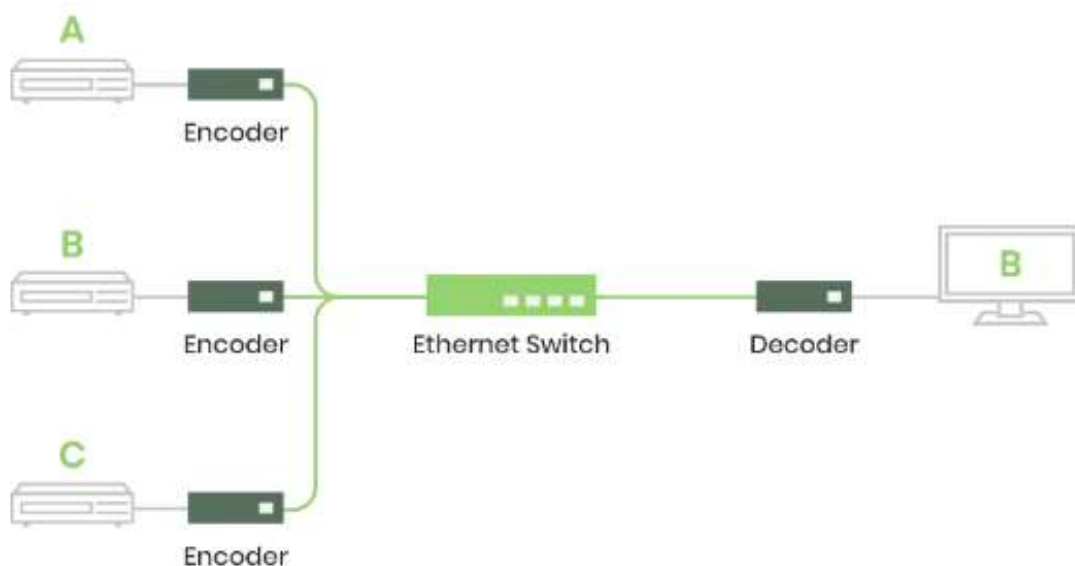 A
Encoder
B
B
Encoder
Ethernet Switch
Decoder
C
Encoder